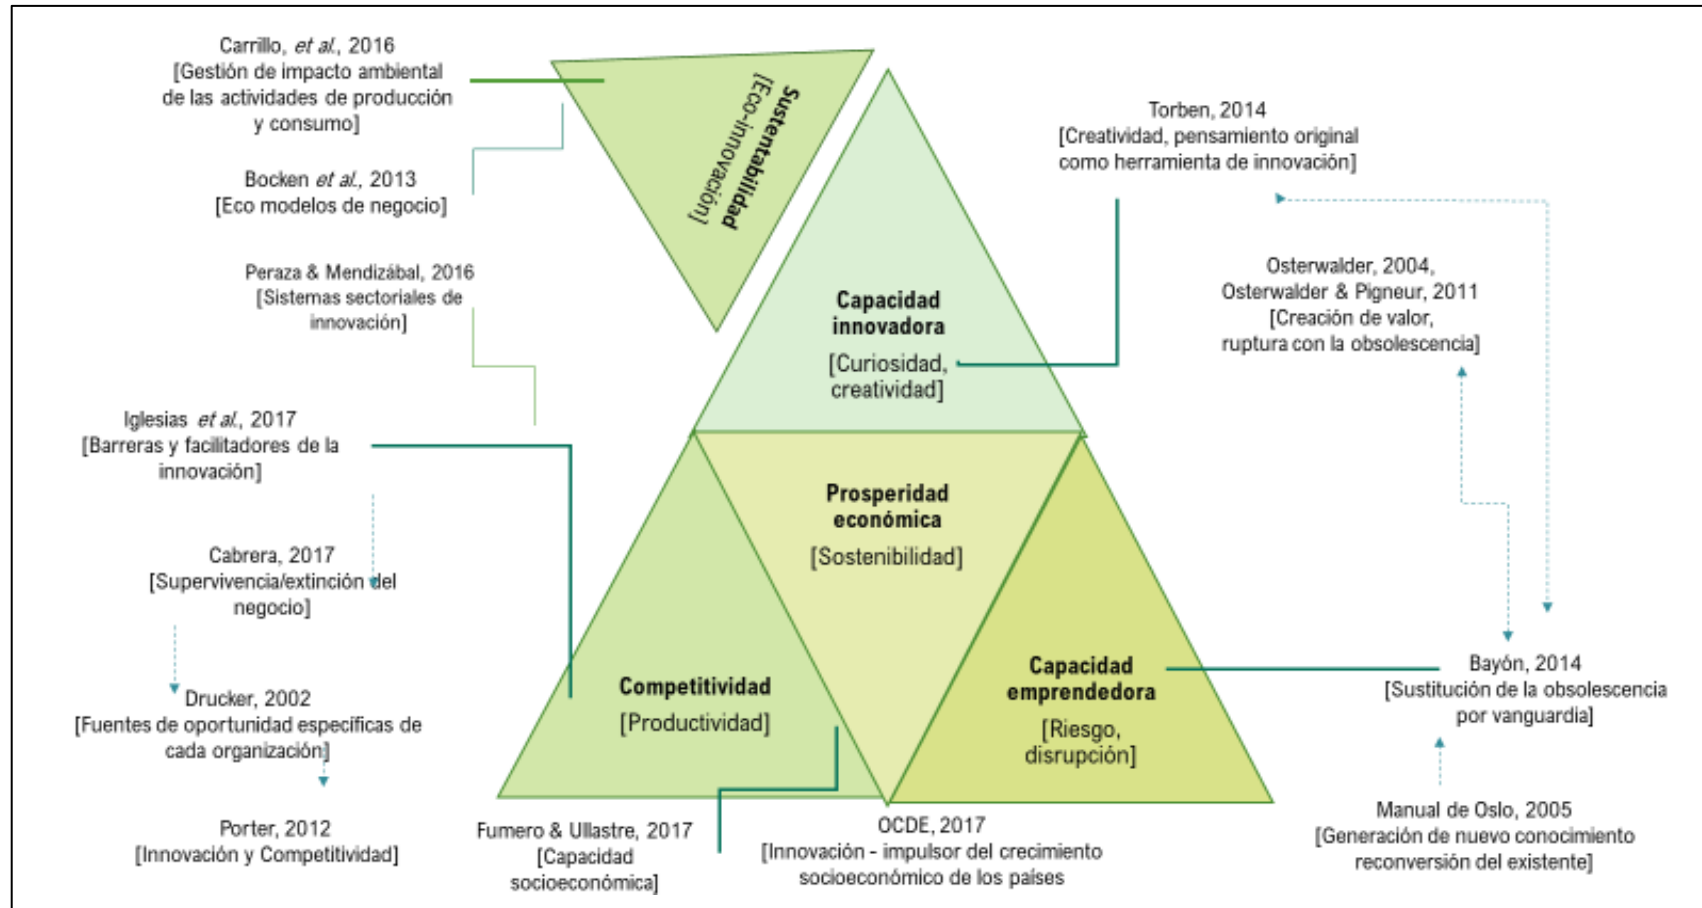 Carrillo, et al., 2016
[Gestión de impacto ambiental
de las actividades de producción
y consumo]
Bocken et al., 2013
[Eco modelos de negocio]
Peraza & Mendizábal, 2016
[Sistemas sectoriales de
innovación]
Iglesias et al., 2017
[Barreras y facilitadores de la
innovación]
Cabrera, 2017
[Supervivencia/extinción del
negocio]
Drucker, 2002
[Fuentes de oportunidad específicas de
cada organización]
Porter, 2012
[Innovación y Competitividad]
Sustentabilidad
[Eco-innovación]
Capacidad
innovadora
[Curiosidad,
creatividad]
Prosperidad
económica
[Sostenibilidad]
Competitividad
[Productividad]
Capacidad
emprendedora
[Riesgo,
disrupción]
Fumero & Ullastre, 2017
[Capacidad
socioeconómica]
OCDE, 2017
[Innovación - impulsor del crecimiento
socioeconómico de los países
Torben, 2014
[Creatividad, pensamiento original
como herramienta de innovación]
Osterwalder, 2004,
Osterwalder & Pigneur, 2011
[Creación de valor,
ruptura con la obsolescencia]
Bayón, 2014
[Sustitución de la obsolescencia
por vanguardia]
Manual de Oslo, 2005
[Generación de nuevo conocimiento
reconversión del existente]